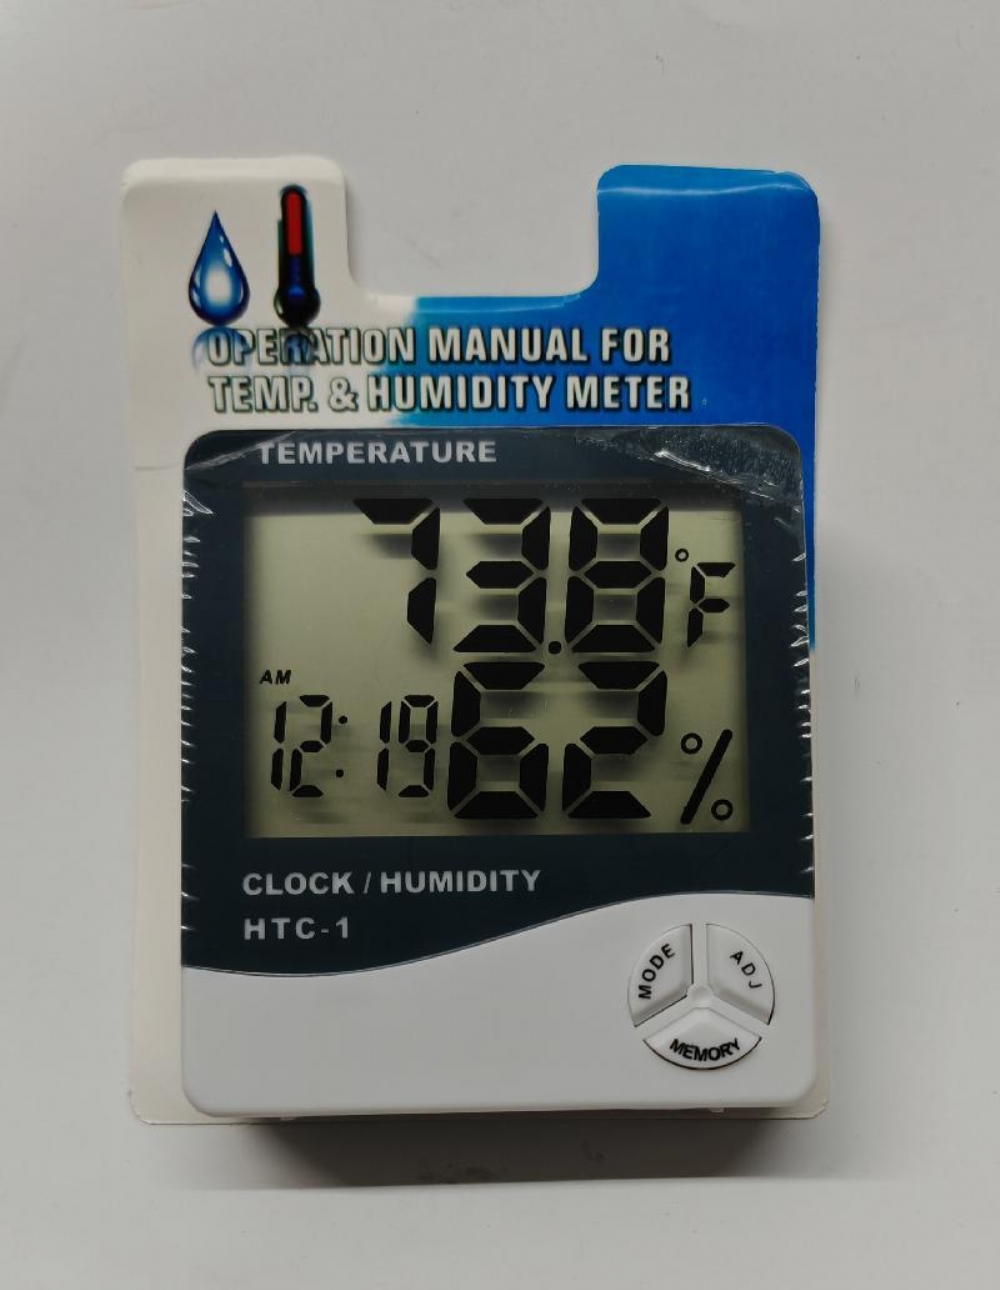 OPERATION MANUAL FOR
TEMP. & HUMIDITY METER
TEMPERATURE
73.8 °F
AM
12:19 62 %
CLOCK / HUMIDITY
HTC-1
MODE ADJ
MEMORY